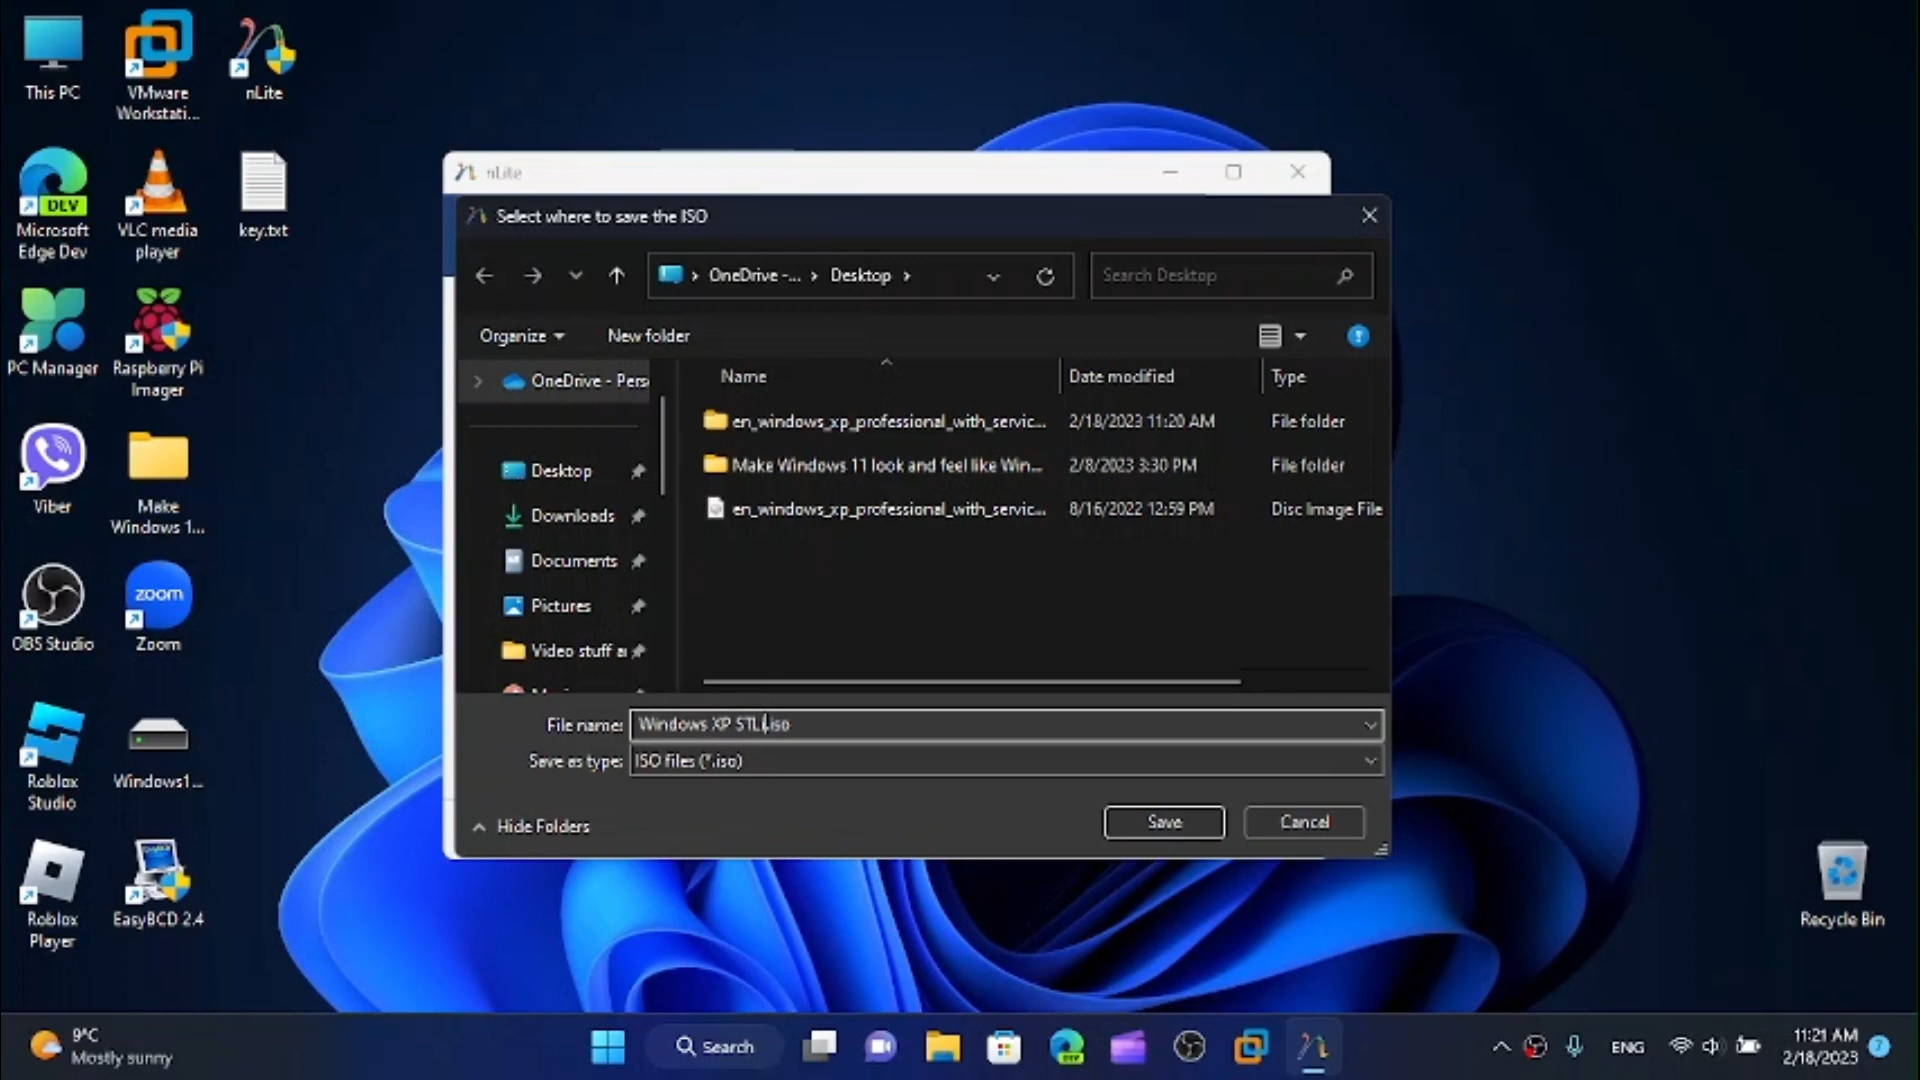 This PC
VMware
Workstati...
nLite
DEV
Microsoft
Edge Dev
VLC media
player
key.txt
PC Manager
Raspberry Pi
Imager
Viber
Make
Windows 1...
OBS Studio
zoom
Zoom
Roblox
Studio
Windows1...
Roblox
Player
EasyBCD 2.4
Recycle Bin
nLite
Select where to save the ISO
OneDrive -... Desktop
Search Desktop
Organize New folder
OneDrive - Pers
Desktop
Downloads
Documents
Pictures
Video stuff a
Name Date modified Type
en_windows_xp_professional_with_servic... 2/18/2023 11:20 AM File folder
Make Windows 11 look and feel like Win... 2/8/2023 3:30 PM File folder
en_windows_xp_professional_with_servic... 8/16/2022 12:59 PM Disc Image File
File name: Windows XP STLi.iso
Save as type: ISO files (*.iso)
Hide Folders
Save Cancel
9°C
Mostly sunny
Search
DEV
ENG
11:21 AM
2/18/2023
7